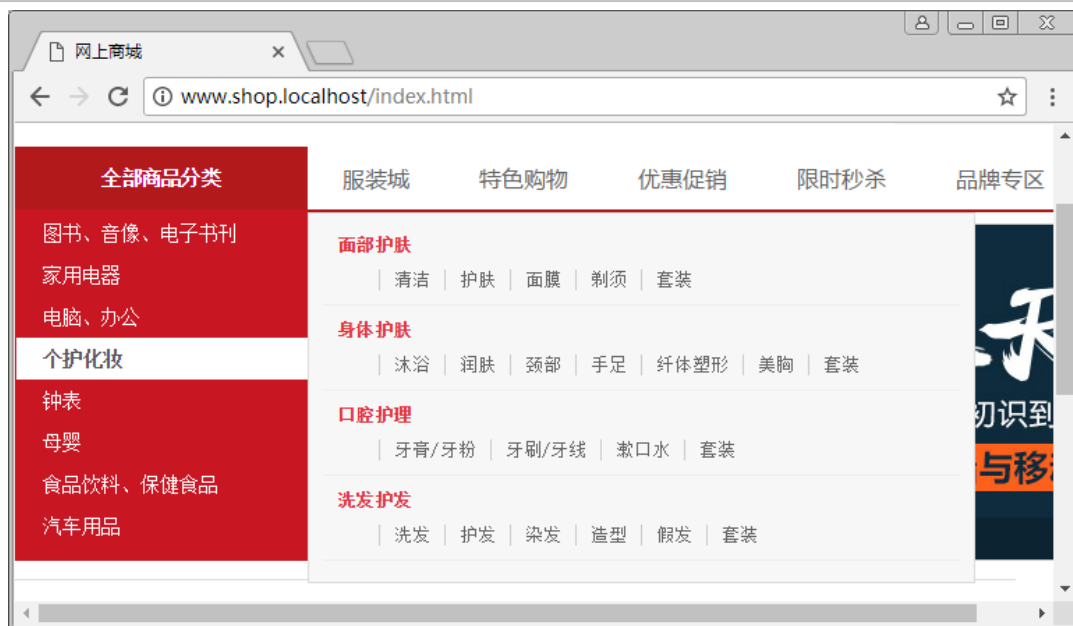 网上商城
www.shop.localhost/index.html
全部商品分类
服装城 特色购物 优惠促销 限时秒杀 品牌专区
图书、音像、电子书刊
家用电器
电脑、办公
个护化妆
钟表
母婴
食品饮料、保健食品
汽车用品
面部护肤
清洁 | 护肤 | 面膜 | 剃须 | 套装
身体护肤
沐浴 | 润肤 | 颈部 | 手足 | 纤体塑形 | 美胸 | 套装
口腔护理
牙膏/牙粉 | 牙刷/牙线 | 漱口水 | 套装
洗发护发
洗发 | 护发 | 染发 | 造型 | 假发 | 套装
初识到
与移